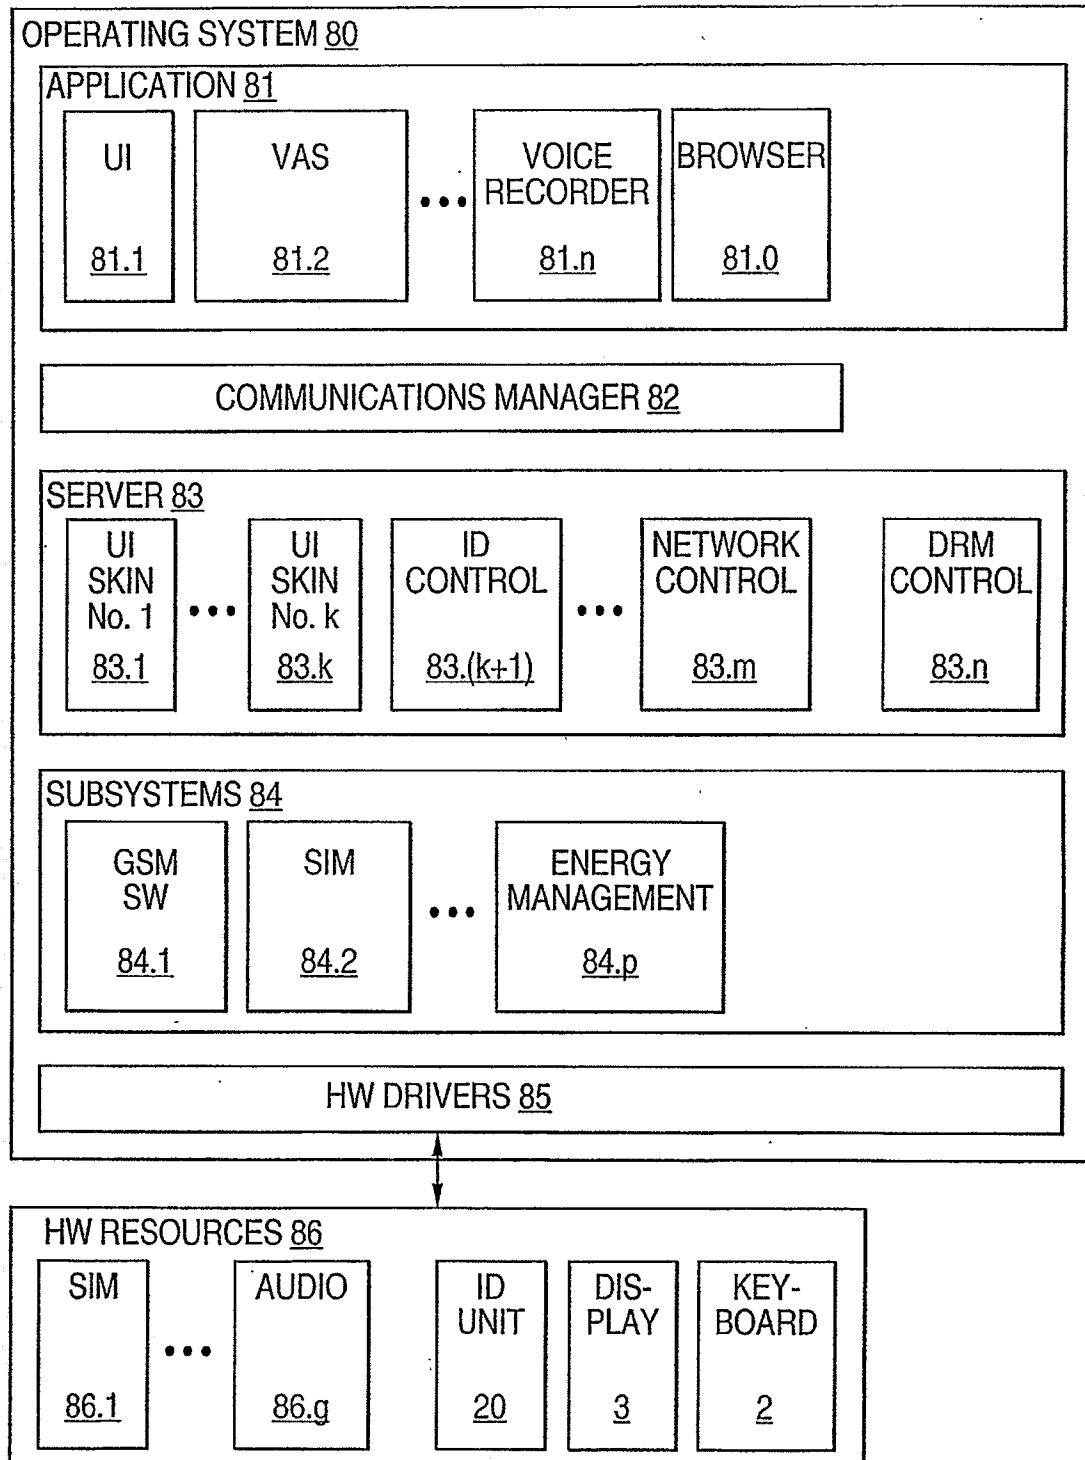 OPERATING SYSTEM 80
APPLICATION 81
UI
81.1
VAS
81.2
•••
VOICE
RECORDER
81.n
BROWSER
81.0
COMMUNICATIONS MANAGER 82
SERVER 83
UI
SKIN
No. 1
83.1
•••
UI
SKIN
No. k
83.k
ID
CONTROL
83.(k+1)
•••
NETWORK
CONTROL
83.m
DRM
CONTROL
83.n
SUBSYSTEMS 84
GSM
SW
84.1
SIM
84.2
•••
ENERGY
MANAGEMENT
84.p
HW DRIVERS 85
HW RESOURCES 86
SIM
86.1
•••
AUDIO
86.g
ID
UNIT
20
DIS-
PLAY
3
KEY-
BOARD
2